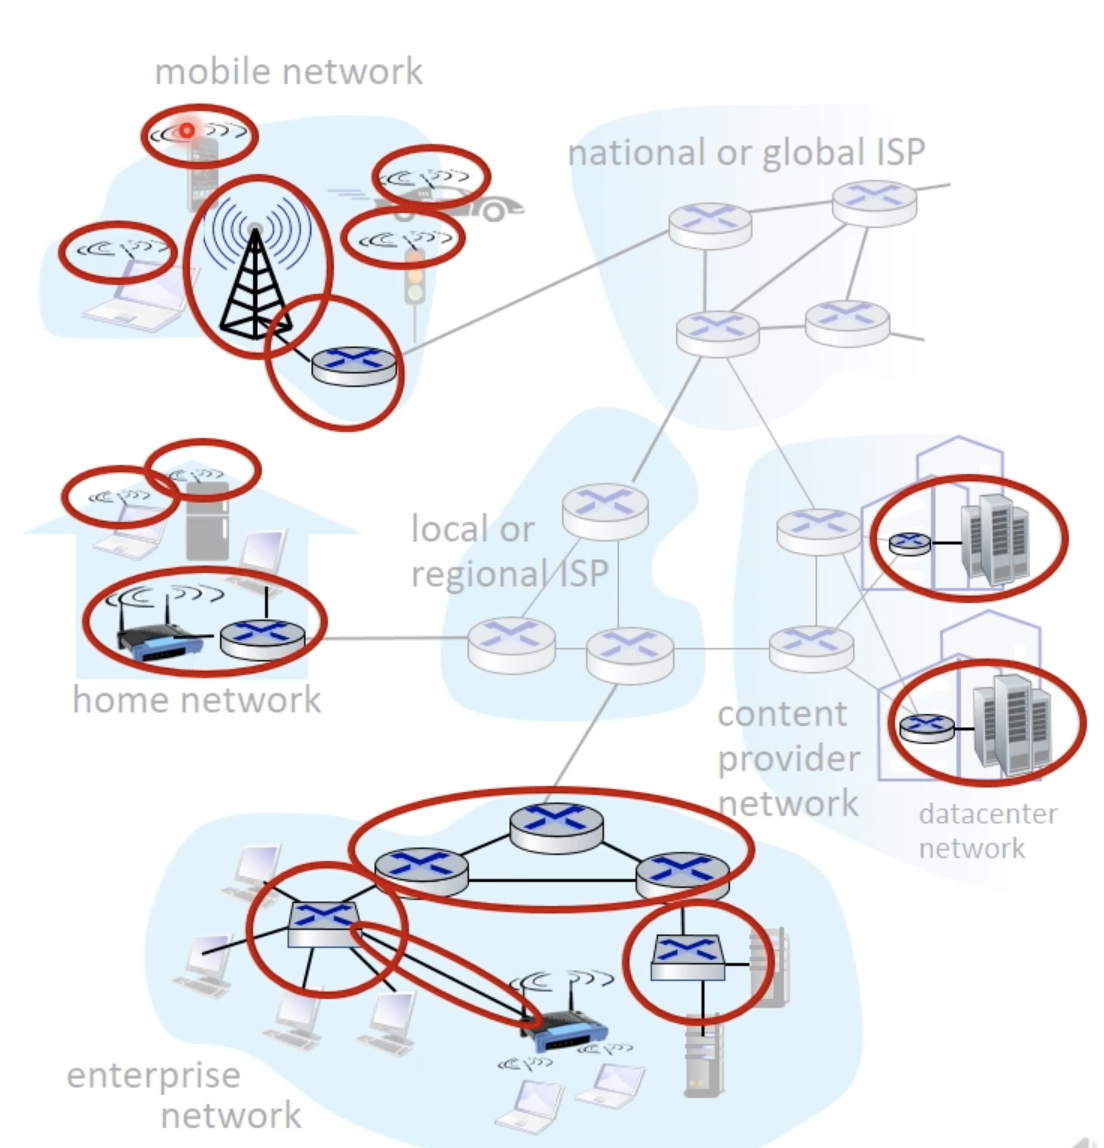 mobile network
national or global ISP
local or
regional ISP
home network
content
provider
network
datacenter
network
enterprise
network